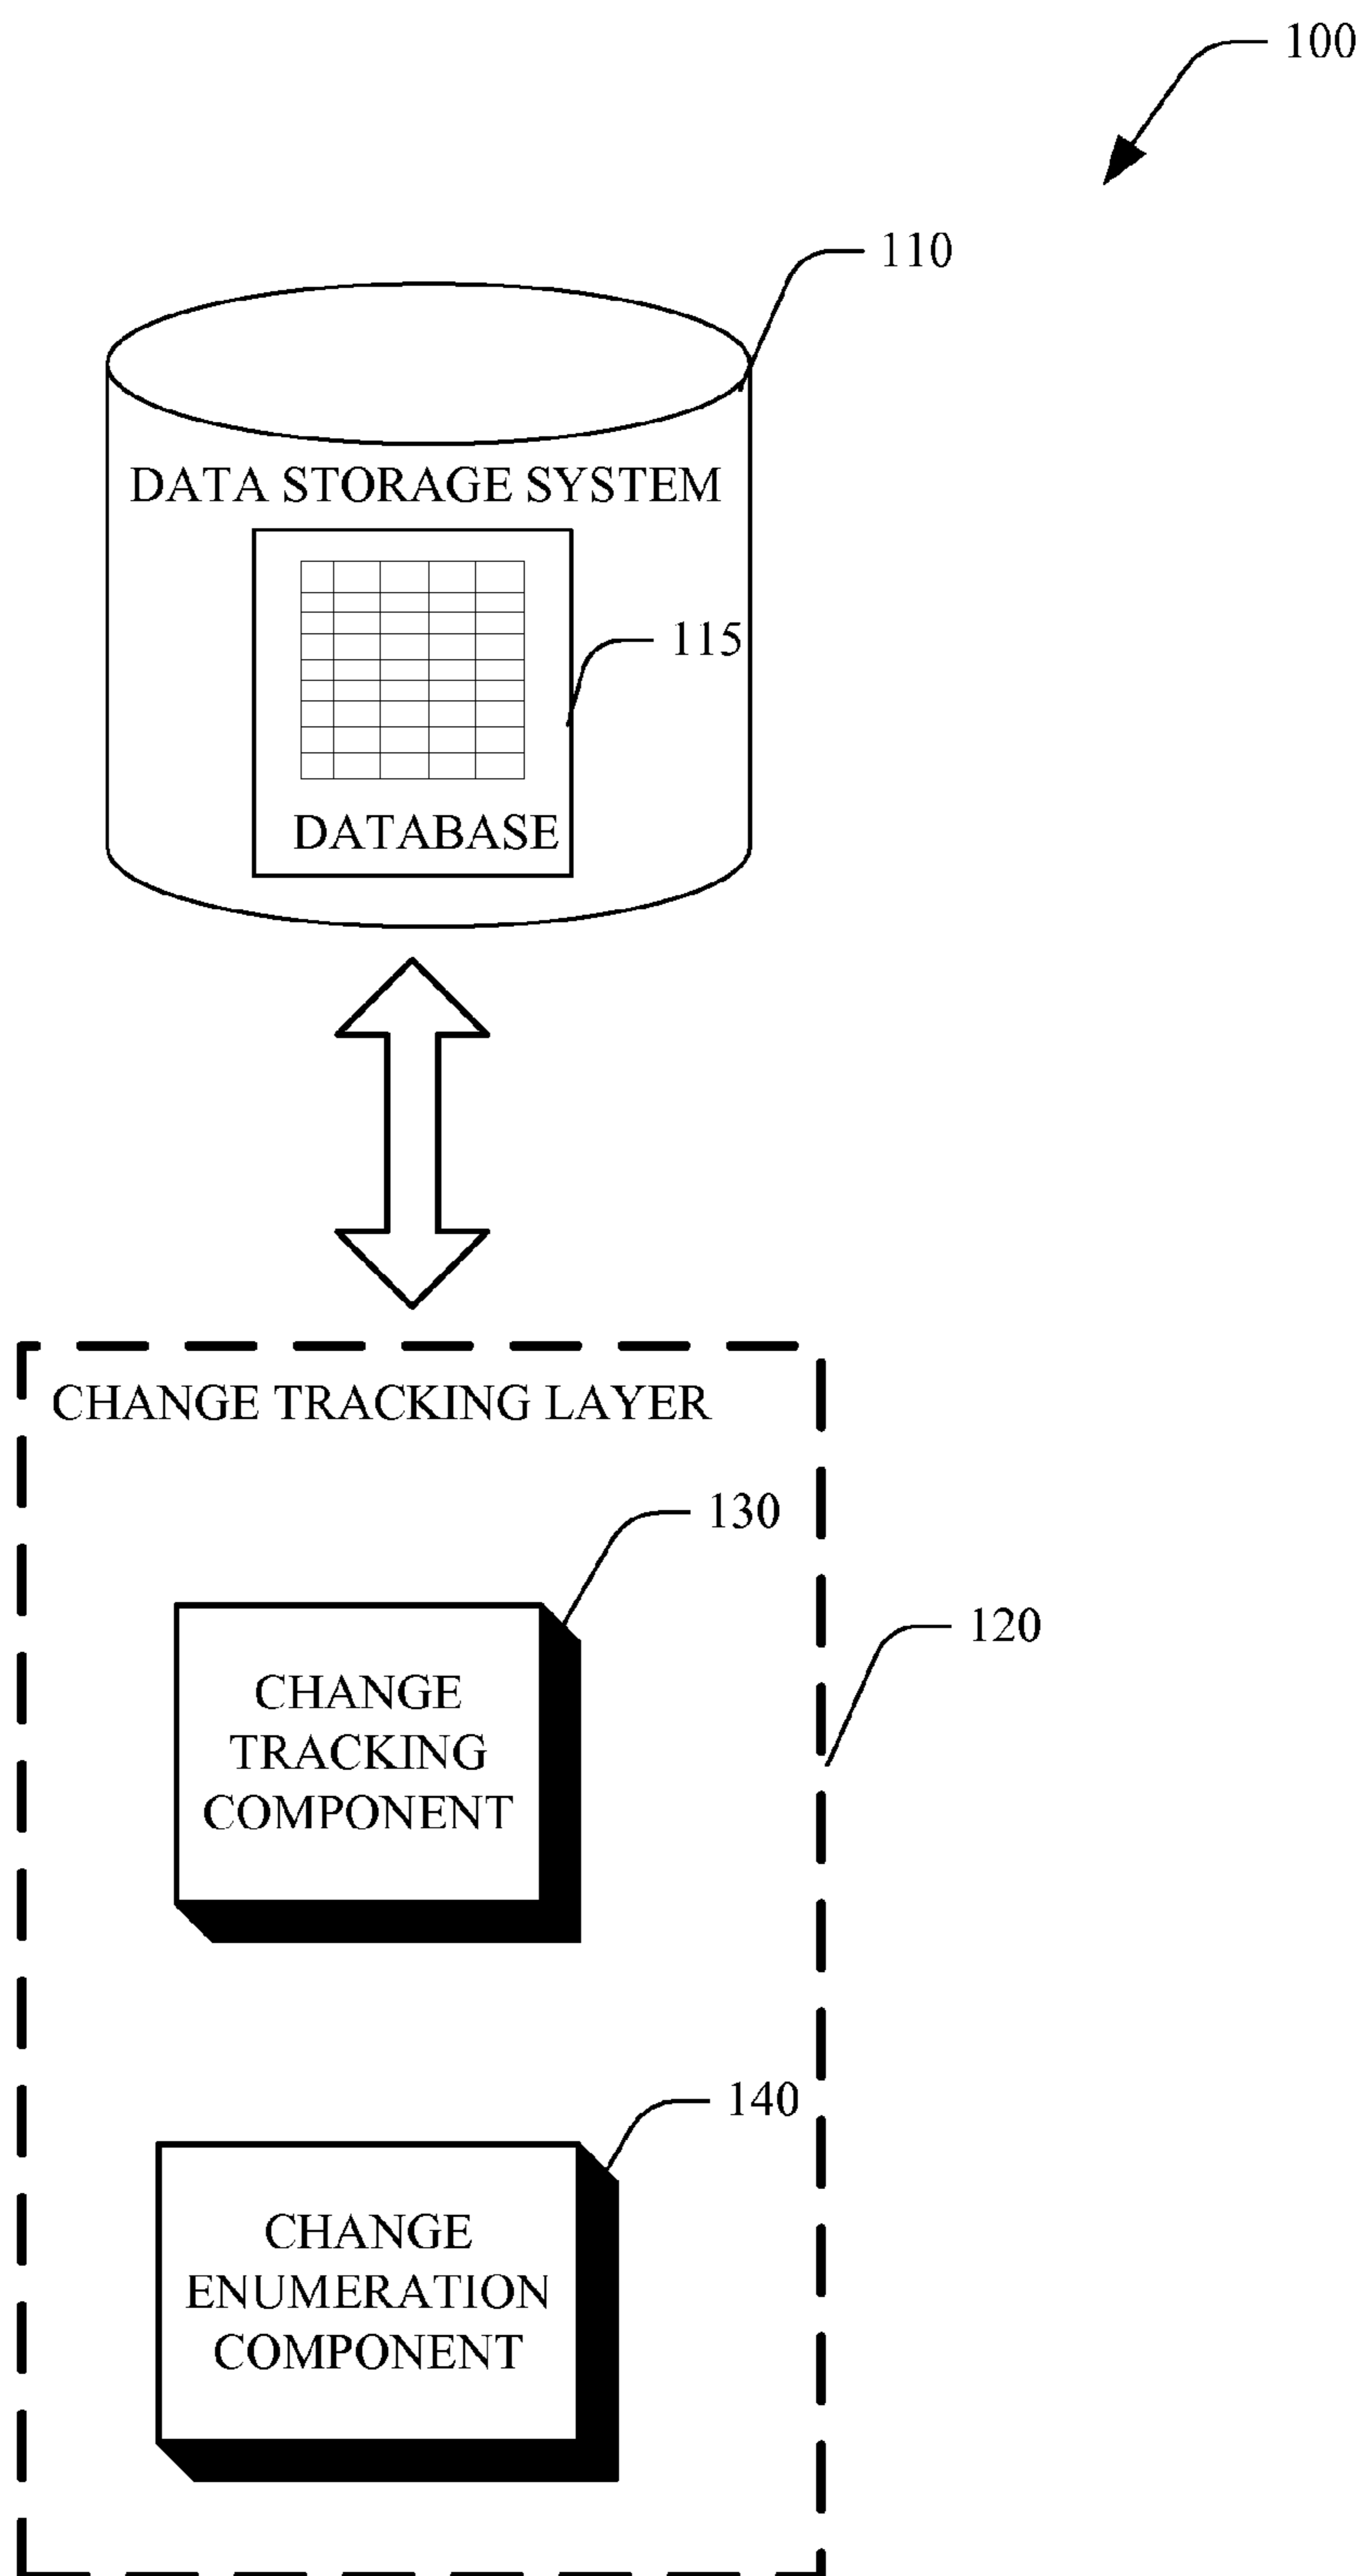 100
110
DATA STORAGE SYSTEM
115
DATABASE
CHANGE TRACKING LAYER
130
120
CHANGE
TRACKING
COMPONENT
140
CHANGE
ENUMERATION
COMPONENT